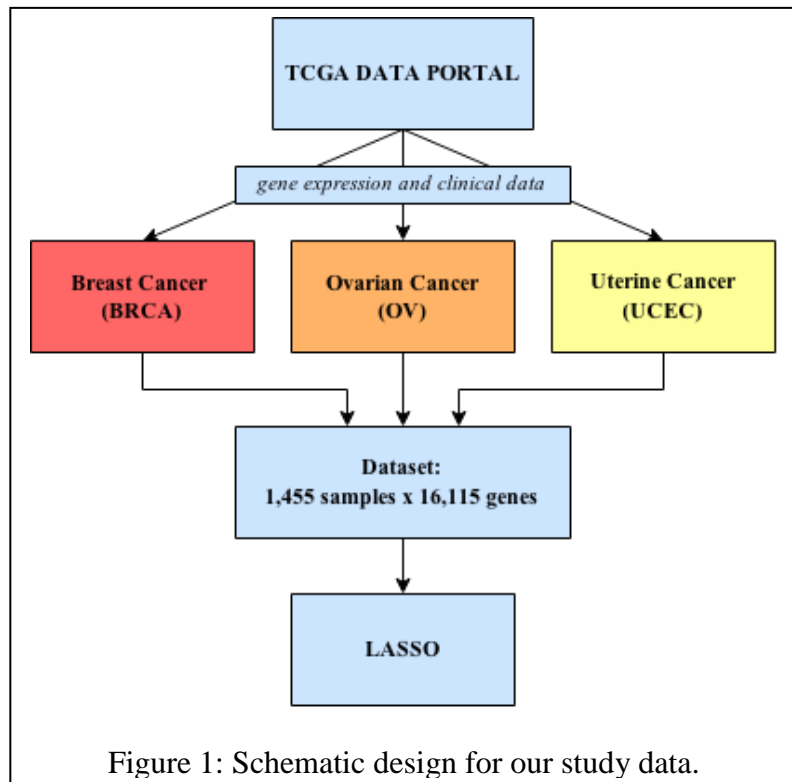 TCGA DATA PORTAL
gene expression and clinical data
Breast Cancer
(BRCA)
Ovarian Cancer
(OV)
Uterine Cancer
(UCEC)
Dataset:
1,455 samples x 16,115 genes
LASSO
Figure 1: Schematic design for our study data.